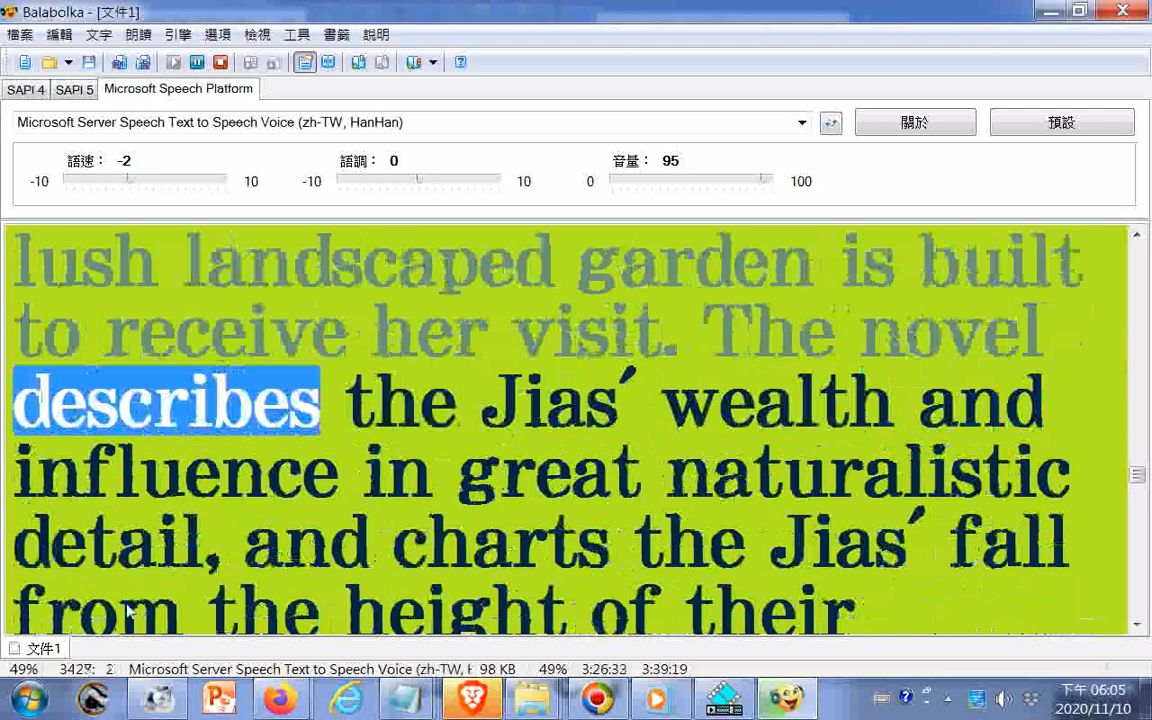 Balabolka - [文件1]
檔案 編輯 文字 朗讀 引擎 選項 檢視 工具 書籤 說明
SAPI 4 SAPI 5 Microsoft Speech Platform
Microsoft Server Speech Text to Speech Voice (zh-TW, HanHan) 關於 預設
語速： -2 語調： 0 音量： 95
-10 10 -10 10 0 100
lush landscaped garden is built
to receive her visit. The novel
describes the Jias′ wealth and
influence in great naturalistic
detail, and charts the Jias′ fall
from the height of their
文件1
49% 3427: 2 Microsoft Server Speech Text to Speech Voice (zh-TW, H 98 KB 49% 3:26:33 3:39:19
下午 06:05
2020/11/10